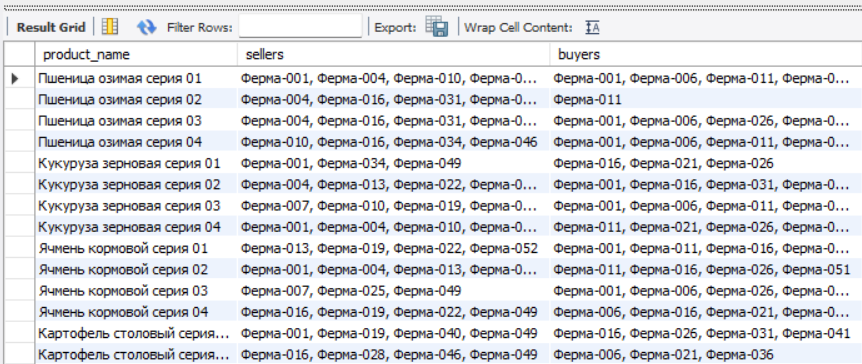 Result Grid Filter Rows: Export: Wrap Cell Content: IA
product_name sellers buyers
Пшеница озимая серия 01 Ферма-001, Ферма-004, Ферма-010, Ферма-0... Ферма-001, Ферма-006, Ферма-011, Ферма-0...
Пшеница озимая серия 02 Ферма-004, Ферма-016, Ферма-031, Ферма-0... Ферма-011
Пшеница озимая серия 03 Ферма-004, Ферма-016, Ферма-031, Ферма-0... Ферма-001, Ферма-006, Ферма-026, Ферма-0...
Пшеница озимая серия 04 Ферма-010, Ферма-016, Ферма-034, Ферма-046 Ферма-001, Ферма-006, Ферма-011, Ферма-0...
Кукуруза зерновая серия 01 Ферма-001, Ферма-034, Ферма-049 Ферма-016, Ферма-021, Ферма-026
Кукуруза зерновая серия 02 Ферма-004, Ферма-013, Ферма-022, Ферма-0... Ферма-001, Ферма-016, Ферма-031, Ферма-0...
Кукуруза зерновая серия 03 Ферма-007, Ферма-010, Ферма-019, Ферма-0... Ферма-001, Ферма-006, Ферма-011, Ферма-0...
Кукуруза зерновая серия 04 Ферма-001, Ферма-004, Ферма-010, Ферма-0... Ферма-011, Ферма-021, Ферма-026, Ферма-0...
Ячмень кормовой серия 01 Ферма-013, Ферма-019, Ферма-022, Ферма-052 Ферма-001, Ферма-011, Ферма-016, Ферма-0...
Ячмень кормовой серия 02 Ферма-001, Ферма-004, Ферма-013, Ферма-0... Ферма-011, Ферма-016, Ферма-026, Ферма-051
Ячмень кормовой серия 03 Ферма-007, Ферма-025, Ферма-049 Ферма-001, Ферма-006, Ферма-026, Ферма-0...
Ячмень кормовой серия 04 Ферма-016, Ферма-019, Ферма-022, Ферма-049 Ферма-006, Ферма-016, Ферма-021, Ферма-0...
Картофель столовый серия... Ферма-001, Ферма-019, Ферма-040, Ферма-049 Ферма-016, Ферма-026, Ферма-031, Ферма-041
Картофель столовый серия... Ферма-016, Ферма-028, Ферма-046, Ферма-049 Ферма-006, Ферма-021, Ферма-036